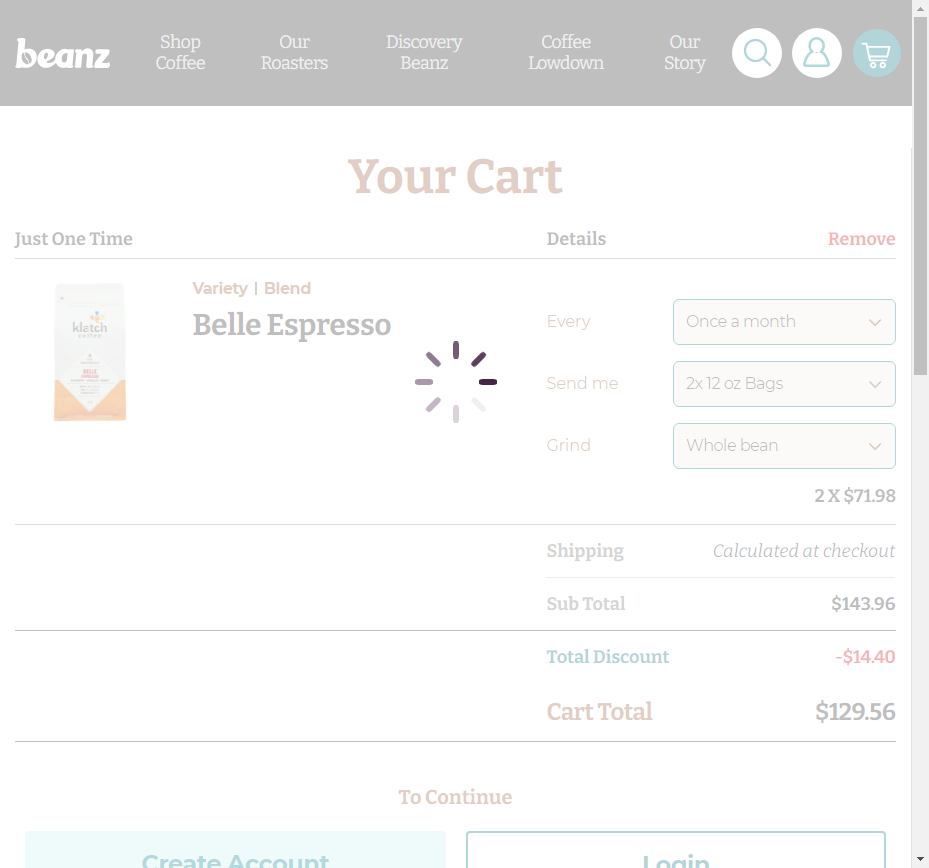 beanz
Shop Coffee
Our Roasters
Discovery Beanz
Coffee Lowdown
Our Story
Your Cart
Just One Time
Details
Remove
klatch
coffee
BELLE
ESPRESSO
Variety | Blend
Belle Espresso
Every
Once a month
Send me
2x 12 oz Bags
Grind
Whole bean
2 X $71.98
Shipping
Calculated at checkout
Sub Total
$143.96
Total Discount
-$14.40
Cart Total
$129.56
To Continue
Create Account
Login